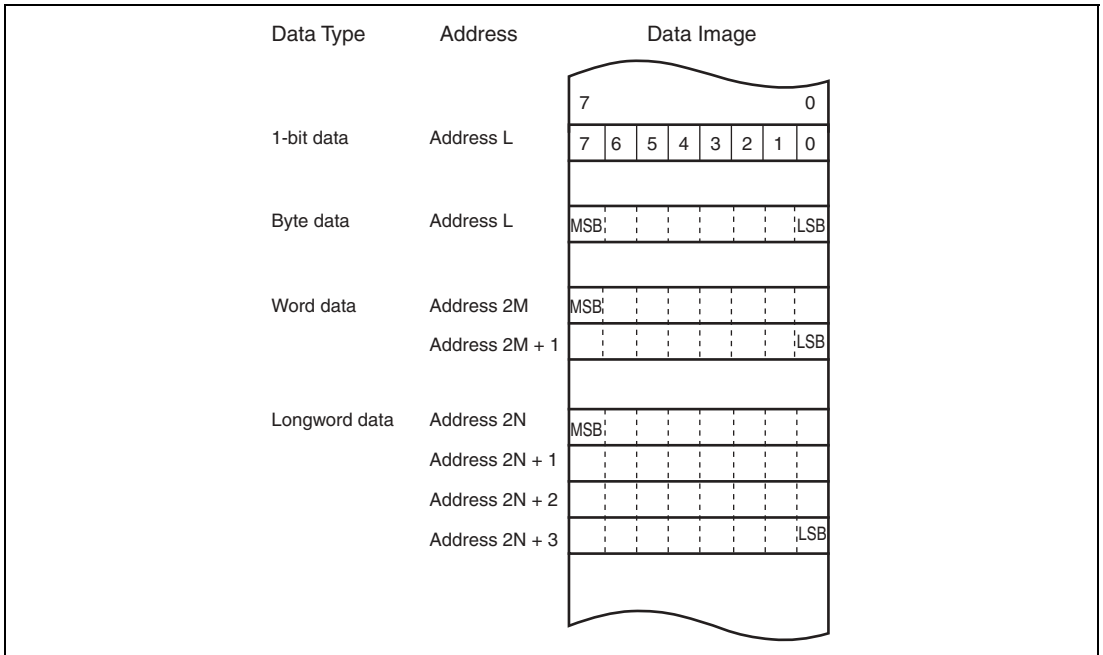 Data Type Address Data Image
7 0
1-bit data Address L 7 6 5 4 3 2 1 0
Byte data Address L MSB LSB
Word data Address 2M MSB
Address 2M + 1 LSB
Longword data Address 2N MSB
Address 2N + 1
Address 2N + 2
Address 2N + 3 LSB